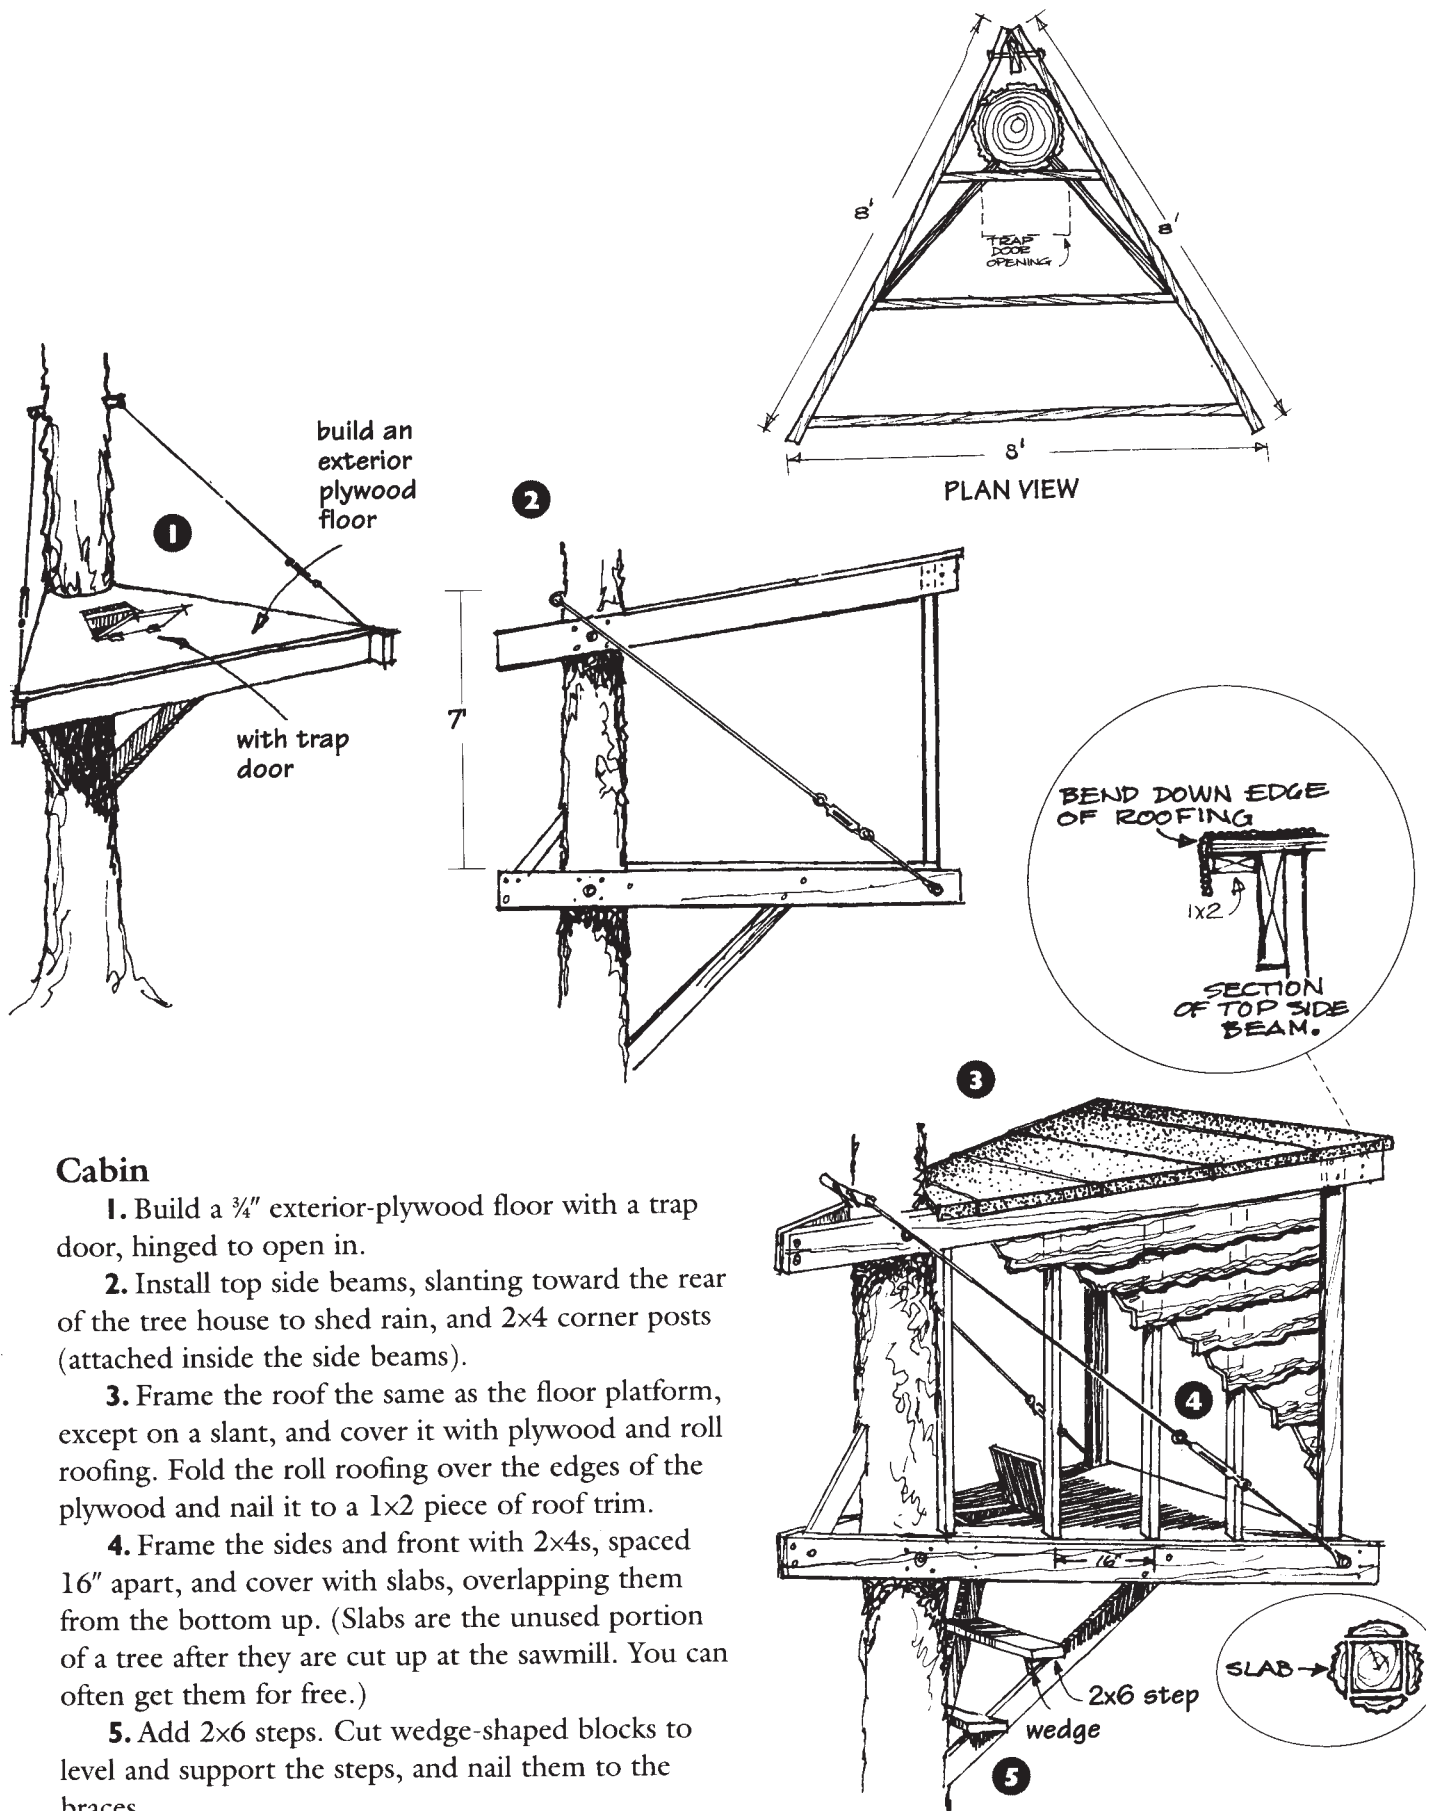 8'
8'
TRAP
DOOR
OPENING
8'
PLAN VIEW
build an
exterior
plywood
floor
1
with trap
door
2
7'
BEND DOWN EDGE
OF ROOFING
1x2
SECTION
OF TOP SIDE
BEAM.
3
4
16"
SLAB
2x6 step
wedge
5
Cabin
1. Build a ¾" exterior-plywood floor with a trap
door, hinged to open in.
2. Install top side beams, slanting toward the rear
of the tree house to shed rain, and 2×4 corner posts
(attached inside the side beams).
3. Frame the roof the same as the floor platform,
except on a slant, and cover it with plywood and roll
roofing. Fold the roll roofing over the edges of the
plywood and nail it to a 1×2 piece of roof trim.
4. Frame the sides and front with 2×4s, spaced
16" apart, and cover with slabs, overlapping them
from the bottom up. (Slabs are the unused portion
of a tree after they are cut up at the sawmill. You can
often get them for free.)
5. Add 2×6 steps. Cut wedge-shaped blocks to
level and support the steps, and nail them to the
braces